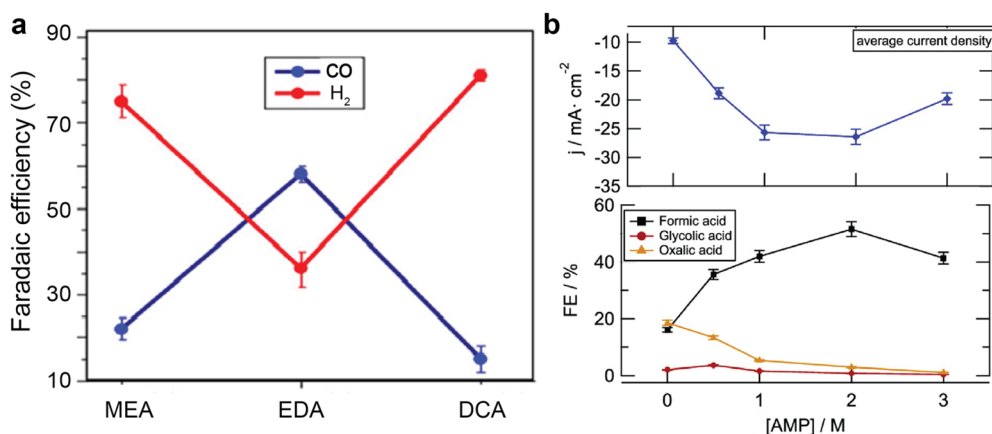 a
Faradaic efficiency (%)
90
70
50
30
10
CO
H₂
MEA
EDA
DCA
b
j / mA· cm⁻²
-10
-15
-20
-25
-30
-35
average current density
FE / %
60
40
20
0
Formic acid
Glycolic acid
Oxalic acid
0
1
2
3
[AMP] / M